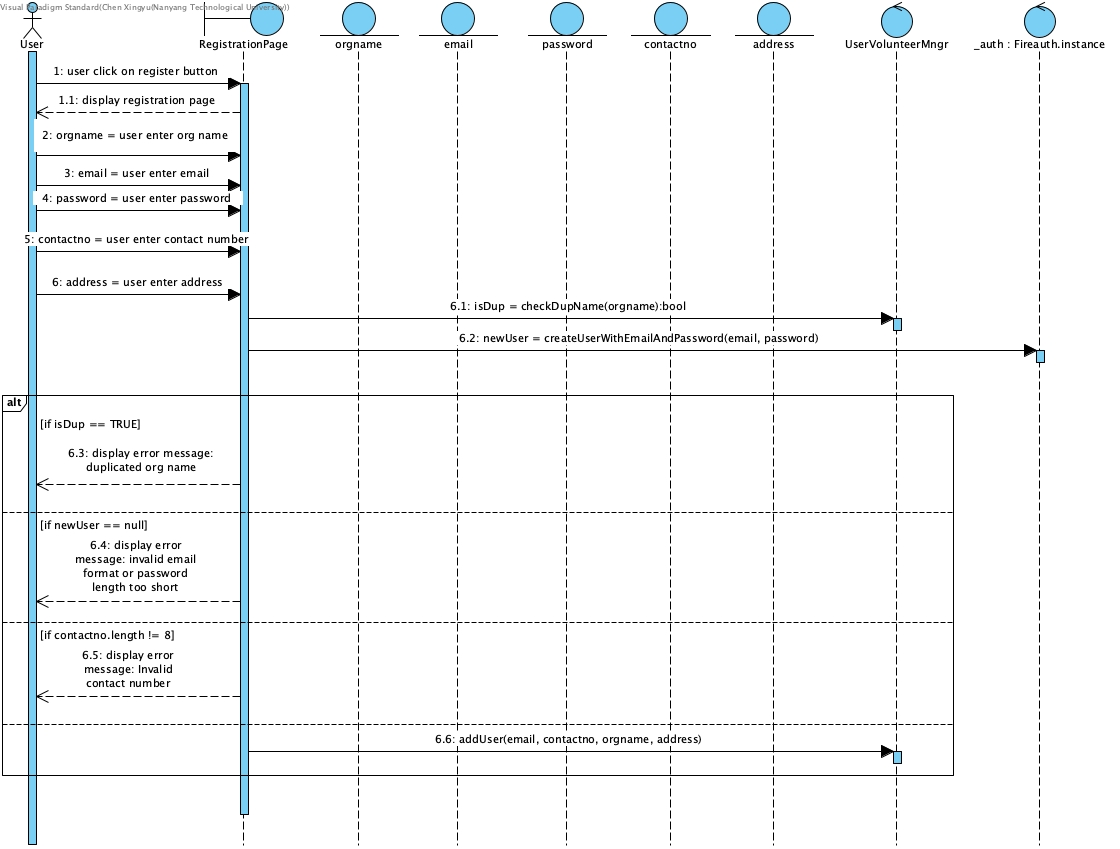 Visual Paradigm Standard(Chen Xingyu(Nanyang Technological University))
User
RegistrationPage
orgname
email
password
contactno
address
UserVolunteerMngr
_auth : Fireauth.instance
1: user click on register button
1.1: display registration page
2: orgname = user enter org name
3: email = user enter email
4: password = user enter password
5: contactno = user enter contact number
6: address = user enter address
6.1: isDup = checkDupName(orgname):bool
6.2: newUser = createUserWithEmailAndPassword(email, password)
alt
[if isDup == TRUE]
6.3: display error message:
duplicated org name
[if newUser == null]
6.4: display error
message: invalid email
format or password
length too short
[if contactno.length != 8]
6.5: display error
message: Invalid
contact number
6.6: addUser(email, contactno, orgname, address)